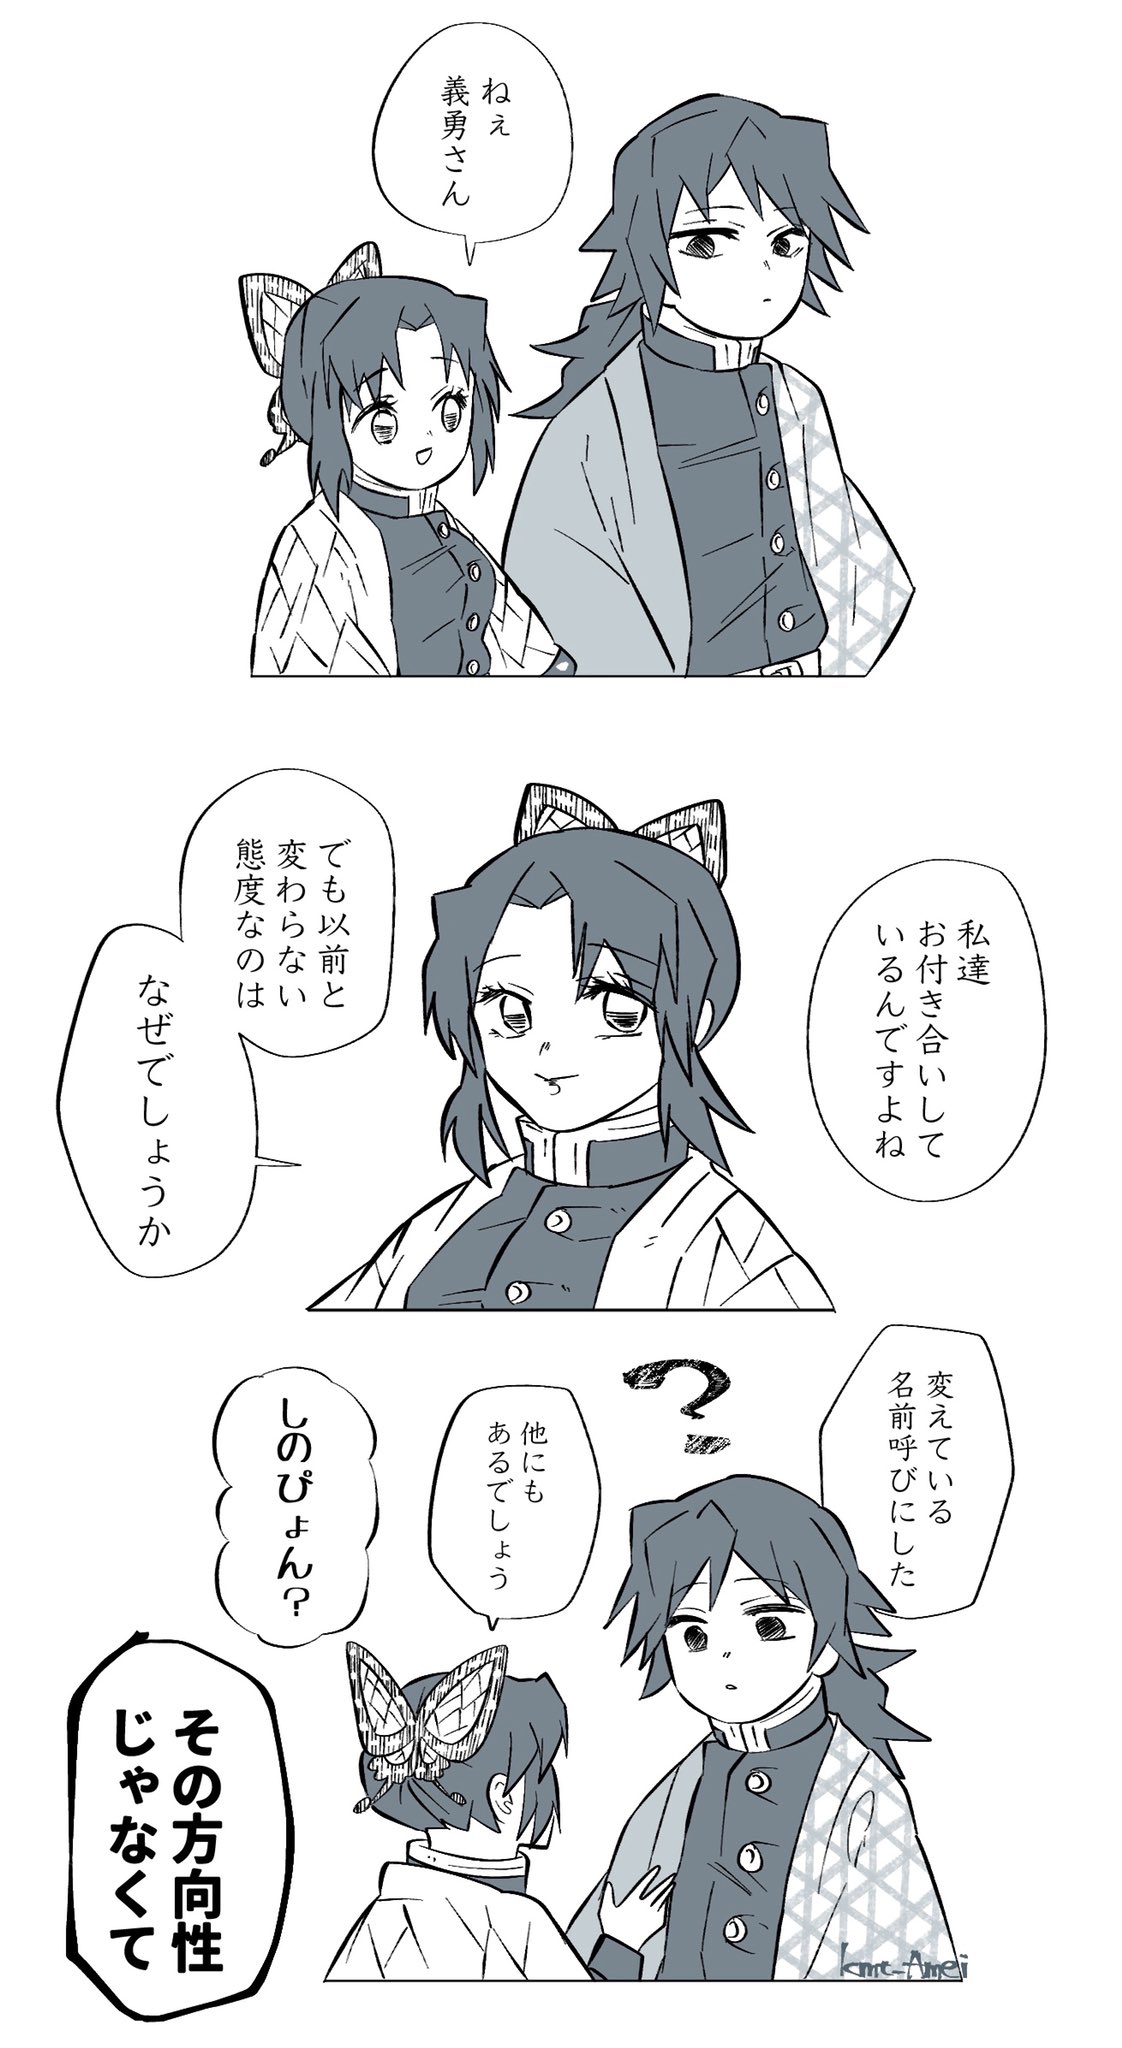 ねぇ
義勇さん
私達
お付き合いして
いるんですよね
でも以前と
変わらない
態度なのは
なぜでしょうか
変えている
名前呼びにした
?
他にも
あるでしょう
しのぴょん?
その方向性
じゃなくて
kmc_Amei